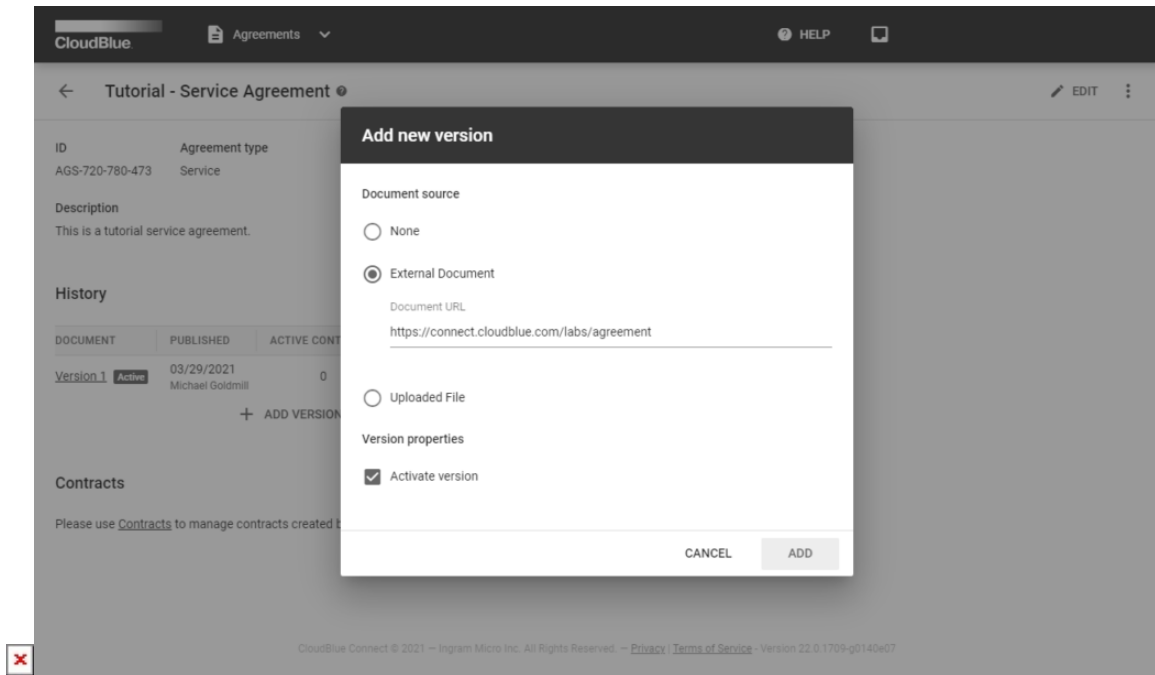 CloudBlue
Agreements
HELP
Tutorial - Service Agreement
EDIT
ID
Agreement type
AGS-720-780-473
Service
Description
This is a tutorial service agreement.
History
DOCUMENT PUBLISHED ACTIVE CONT
Version 1 Active 03/29/2021 0
Michael Goldmill
+ ADD VERSION
Contracts
Please use Contracts to manage contracts created
Add new version
Document source
None
External Document
Document URL
https://connect.cloudblue.com/labs/agreement
Uploaded File
Version properties
Activate version
CANCEL ADD
CloudBlue Connect © 2021 — Ingram Micro Inc. All Rights Reserved. — Privacy | Terms of Service - Version 22.0.1709-g0140e07